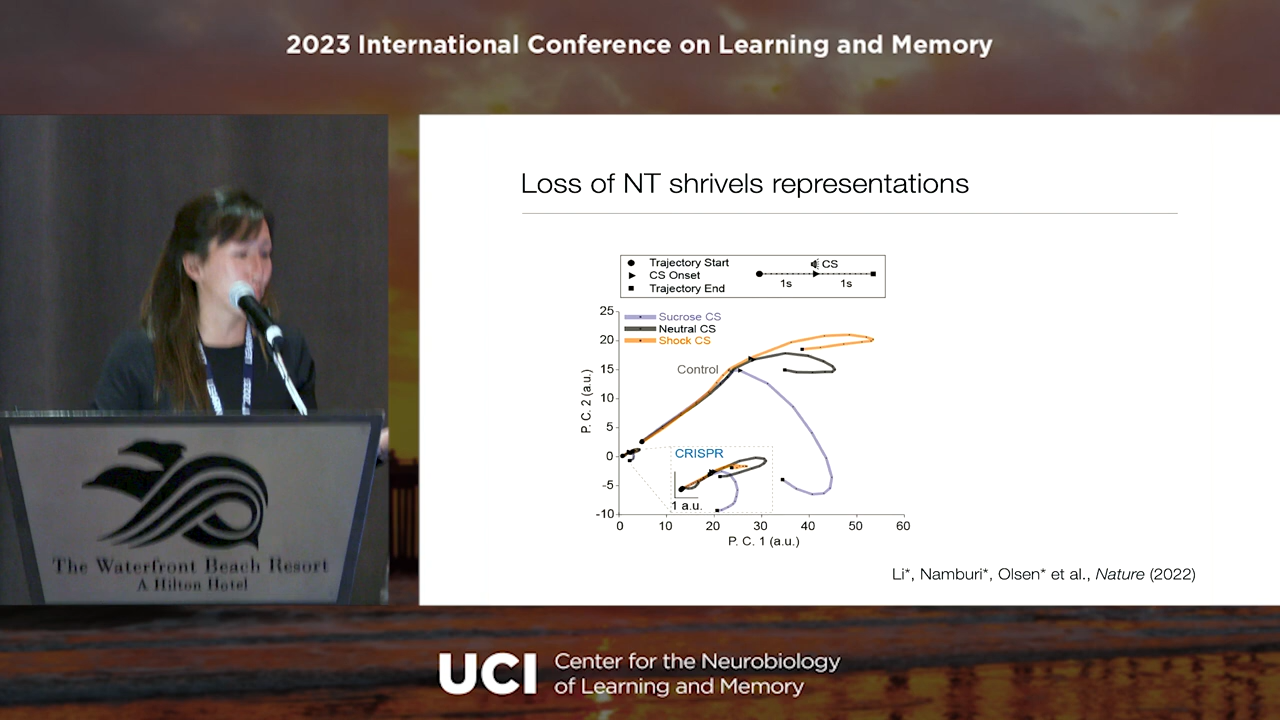 2023 International Conference on Learning and Memory
Loss of NT shrivels representations
Trajectory Start
CS Onset
Trajectory End
CS
1s 1s
25
20
15
10
5
0
-5
-10
P. C. 2 (a.u.)
Sucrose CS
Neutral CS
Shock CS
Control
CRISPR
1 a.u.
0 10 20 30 40 50 60
P. C. 1 (a.u.)
Li*, Namburi*, Olsen* et al., Nature (2022)
The Waterfront Beach Resort
A Hilton Hotel
UCI Center for the Neurobiology
of Learning and Memory